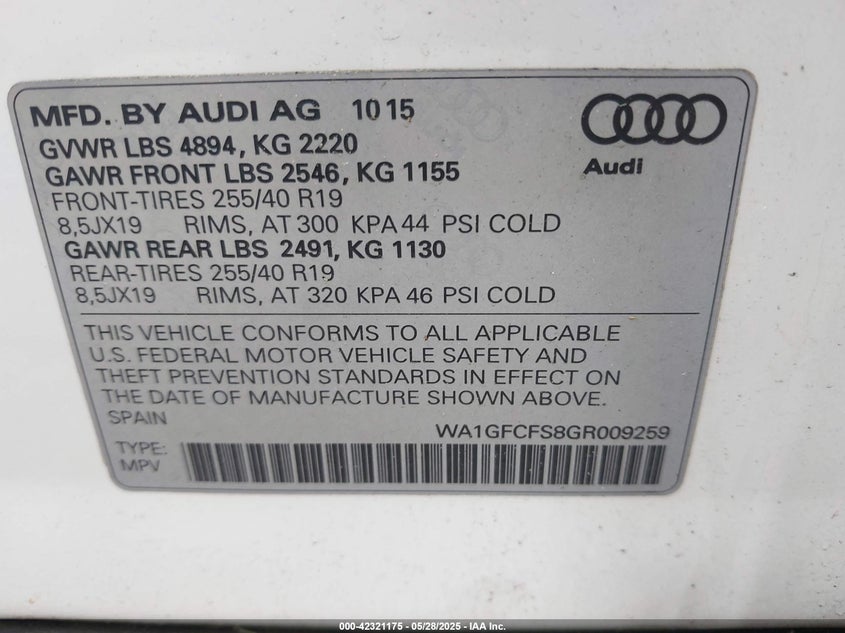 MFD. BY AUDI AG 10 15
GVWR LBS 4894, KG 2220
GAWR FRONT LBS 2546, KG 1155
FRONT-TIRES 255/40 R19
8,5JX19 RIMS, AT 300 KPA 44 PSI COLD
GAWR REAR LBS 2491, KG 1130
REAR-TIRES 255/40 R19
8,5JX19 RIMS, AT 320 KPA 46 PSI COLD
Audi
THIS VEHICLE CONFORMS TO ALL APPLICABLE
U.S. FEDERAL MOTOR VEHICLE SAFETY AND
THEFT PREVENTION STANDARDS IN EFFECT ON
THE DATE OF MANUFACTURE SHOWN ABOVE.
SPAIN
WA1GFCFS8GR009259
TYPE:
MPV
000-42321175 — 05/28/2025 — IAA Inc.